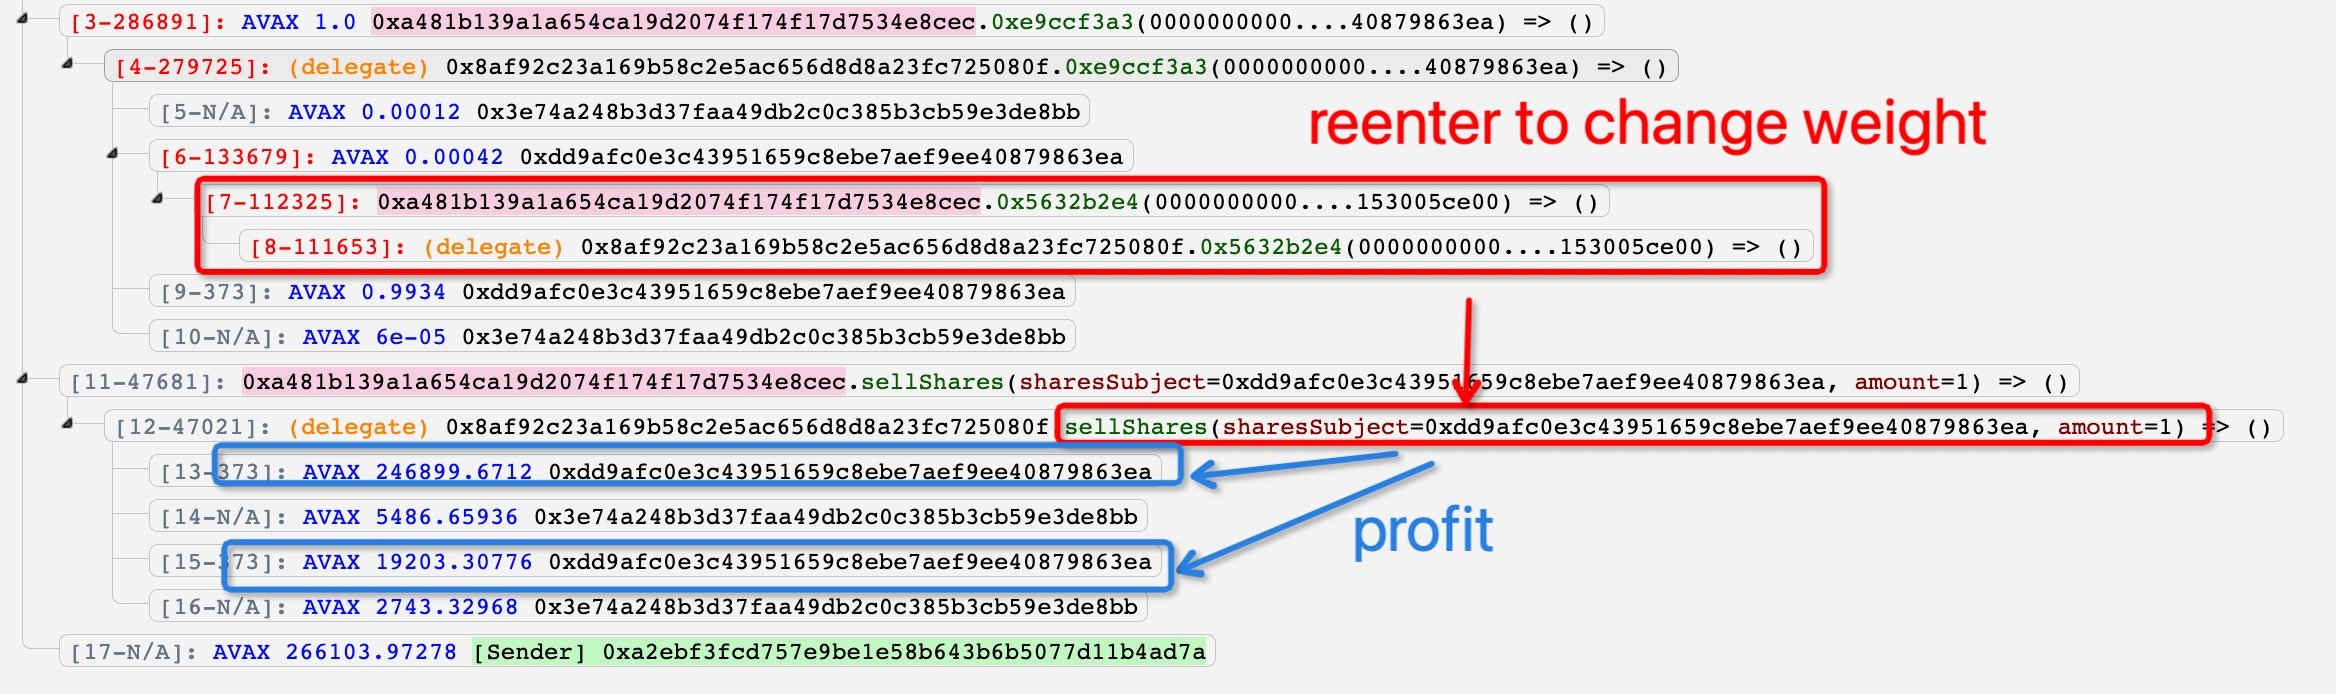 [3-286891]: AVAX 1.0 0xa481b139a1a654ca19d2074f174f17d7534e8cec.0xe9ccf3a3(0000000000....40879863ea) => ()
[4-279725]: (delegate) 0x8af92c23a169b58c2e5ac656d8d8a23fc725080f.0xe9ccf3a3(0000000000....40879863ea) => ()
[5-N/A]: AVAX 0.00012 0x3e74a248b3d37faa49db2c0c385b3cb59e3de8bb
reenter to change weight
[6-133679]: AVAX 0.00042 0xdd9afc0e3c43951659c8ebe7aef9ee40879863ea
[7-112325]: 0xa481b139a1a654ca19d2074f174f17d7534e8cec.0x5632b2e4(0000000000....153005ce00) => ()
[8-111653]: (delegate) 0x8af92c23a169b58c2e5ac656d8d8a23fc725080f.0x5632b2e4(0000000000....153005ce00) => ()
[9-373]: AVAX 0.9934 0xdd9afc0e3c43951659c8ebe7aef9ee40879863ea
[10-N/A]: AVAX 6e-05 0x3e74a248b3d37faa49db2c0c385b3cb59e3de8bb
[11-47681]: 0xa481b139a1a654ca19d2074f174f17d7534e8cec.sellShares(sharesSubject=0xdd9afc0e3c43951659c8ebe7aef9ee40879863ea, amount=1) => ()
[12-47021]: (delegate) 0x8af92c23a169b58c2e5ac656d8d8a23fc725080f.sellShares(sharesSubject=0xdd9afc0e3c43951659c8ebe7aef9ee40879863ea, amount=1) => ()
[13-373]: AVAX 246899.6712 0xdd9afc0e3c43951659c8ebe7aef9ee40879863ea
[14-N/A]: AVAX 5486.65936 0x3e74a248b3d37faa49db2c0c385b3cb59e3de8bb
profit
[15-373]: AVAX 19203.30776 0xdd9afc0e3c43951659c8ebe7aef9ee40879863ea
[16-N/A]: AVAX 2743.32968 0x3e74a248b3d37faa49db2c0c385b3cb59e3de8bb
[17-N/A]: AVAX 266103.97278 [Sender] 0xa2ebf3fcd757e9be1e58b643b6b5077d11b4ad7a